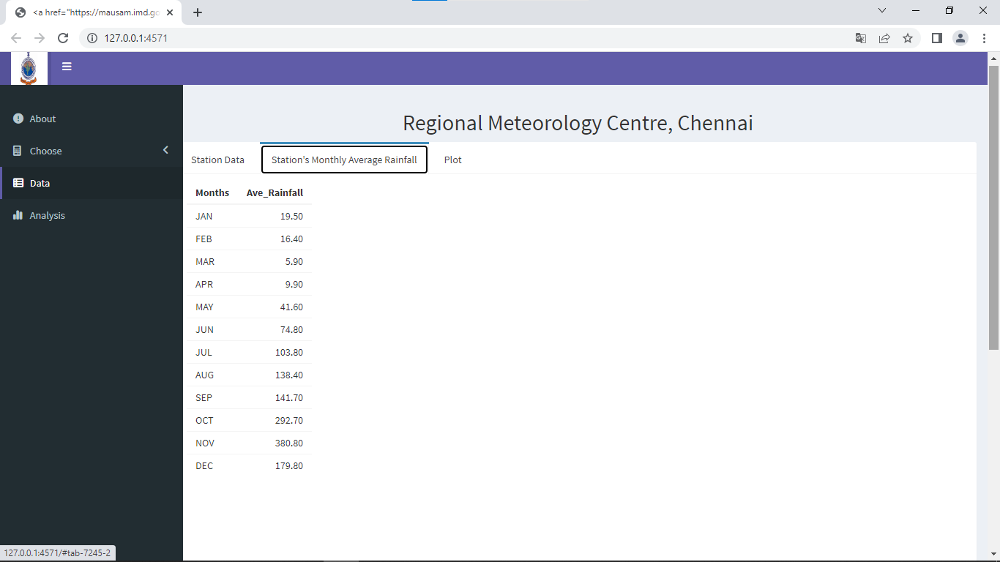 <a href="https://mausam.imd.go
127.0.0.1:4571
About
Choose
Data
Analysis
Regional Meteorology Centre, Chennai
Station Data Station's Monthly Average Rainfall Plot
Months Ave_Rainfall
JAN 19.50
FEB 16.40
MAR 5.90
APR 9.90
MAY 41.60
JUN 74.80
JUL 103.80
AUG 138.40
SEP 141.70
OCT 292.70
NOV 380.80
DEC 179.80
127.0.0.1:4571/#tab-7245-2